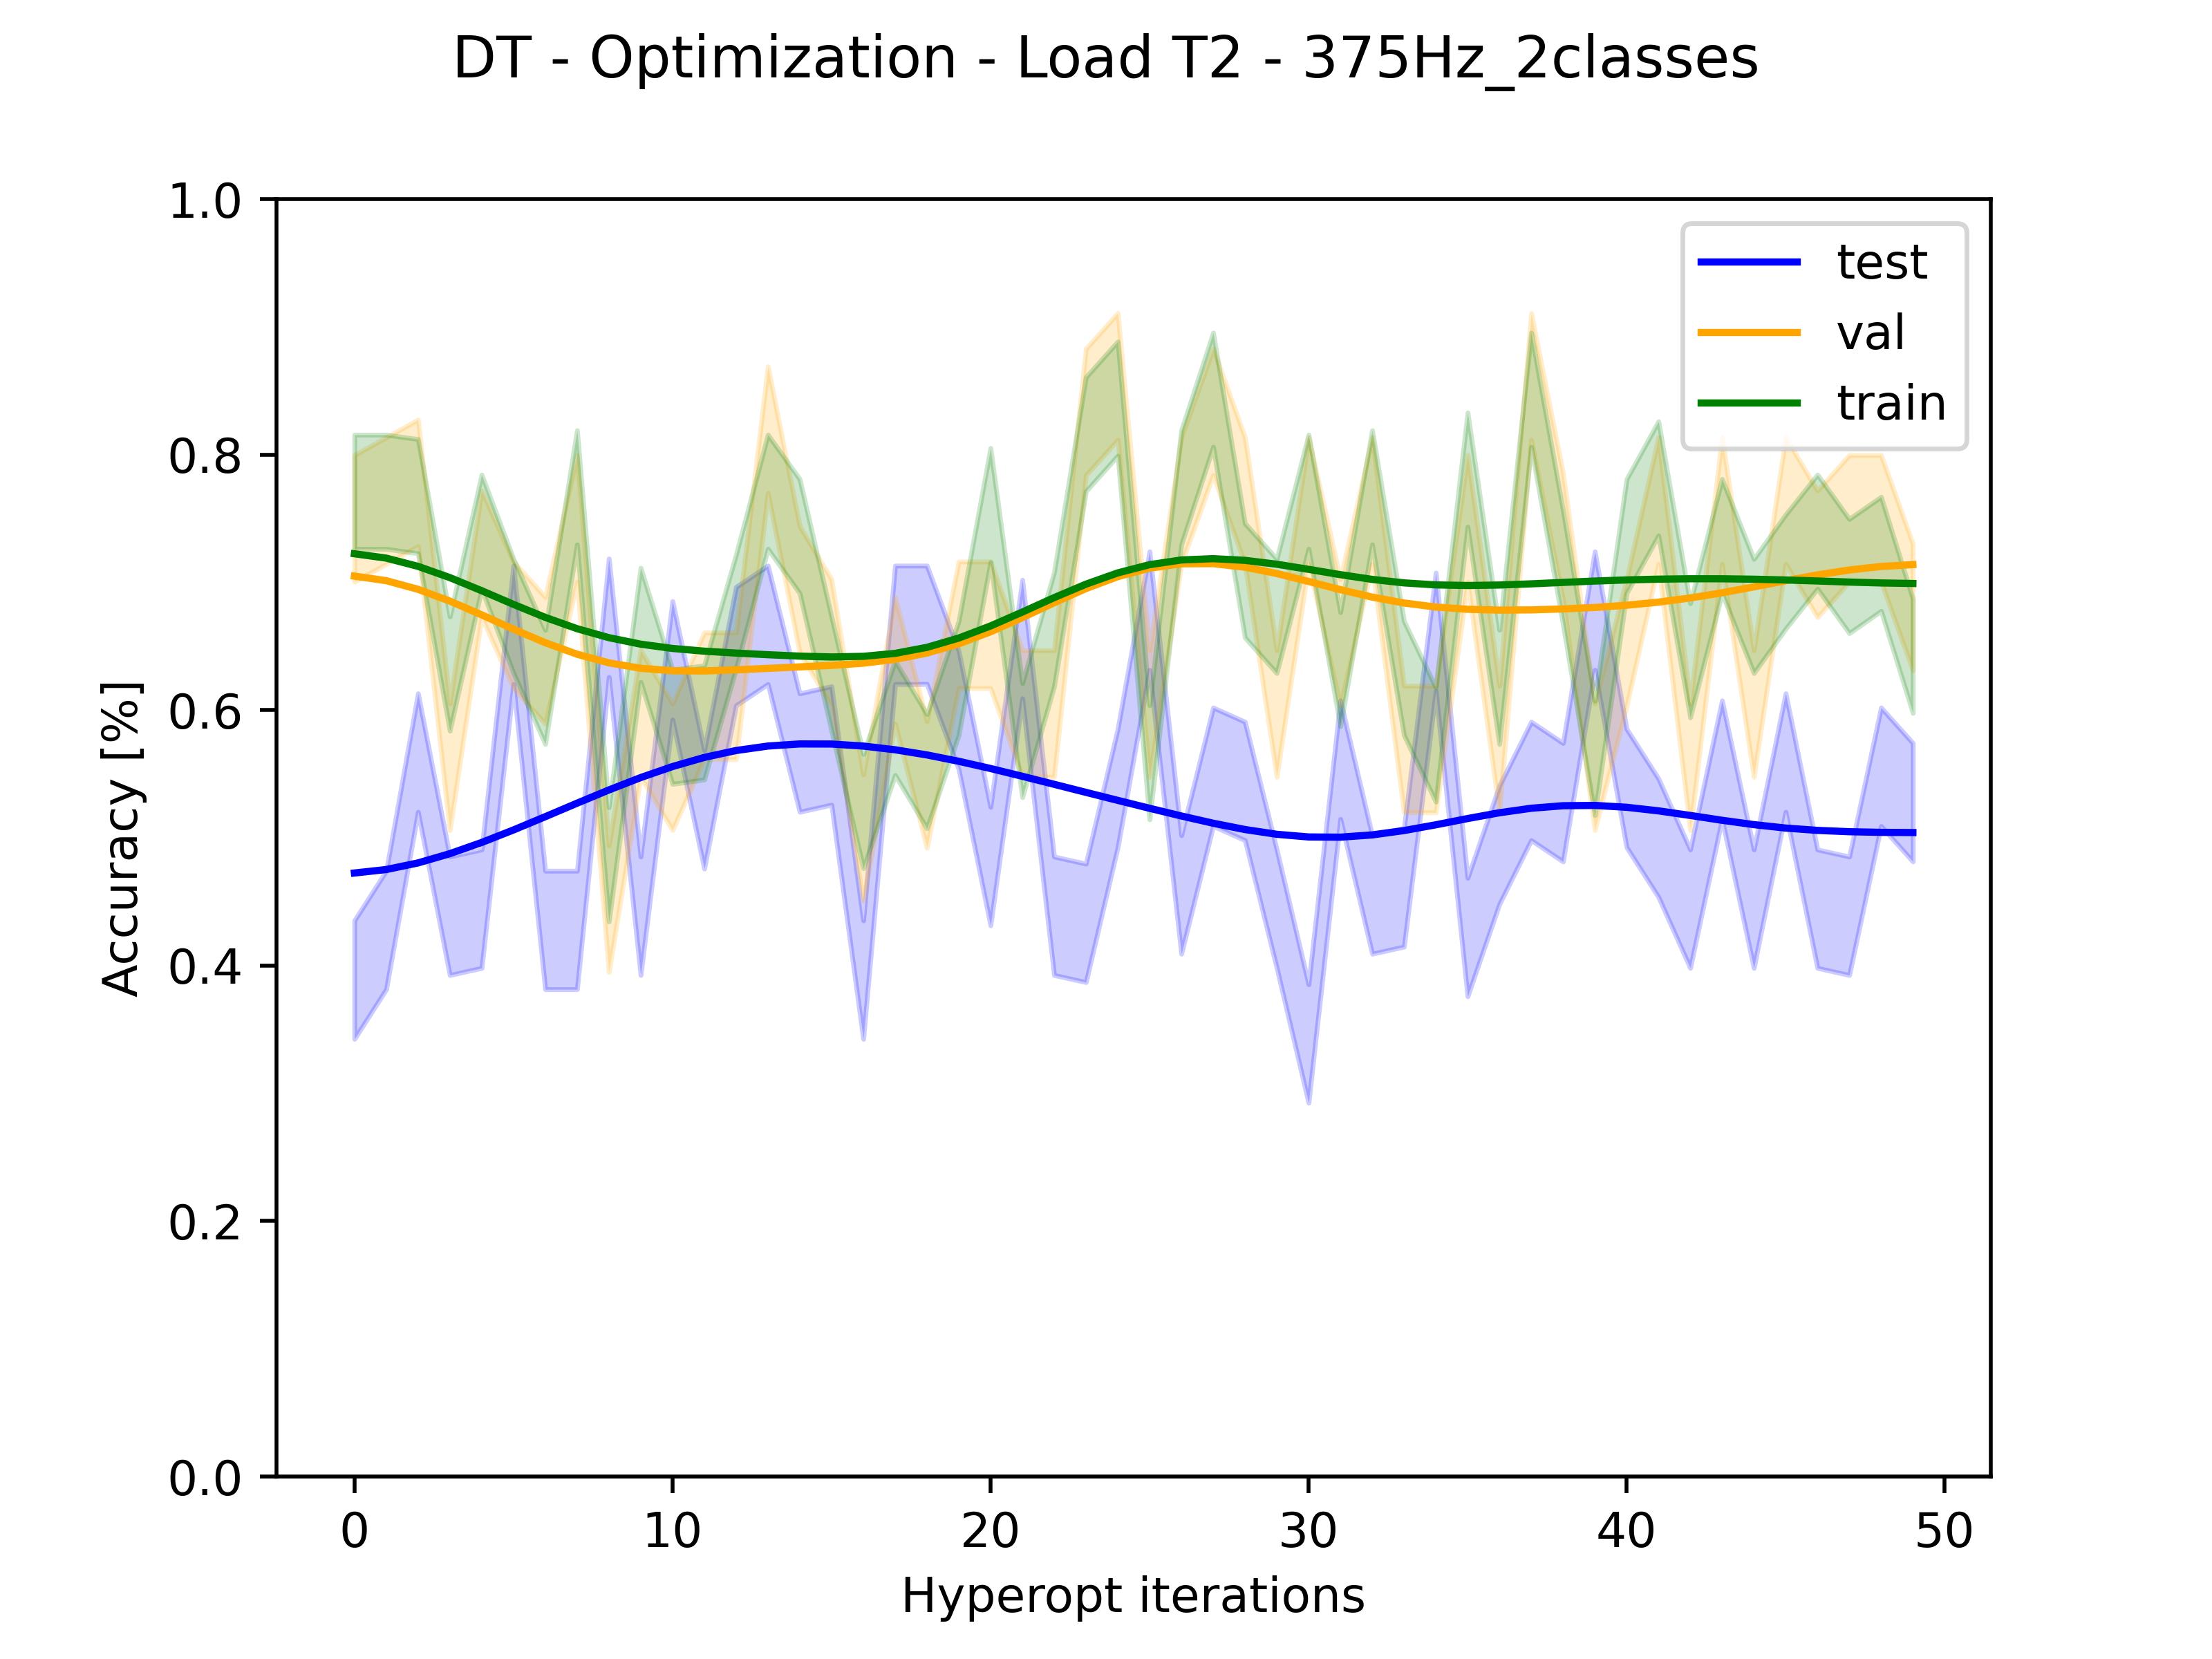 DT - Optimization - Load T2 - 375Hz_2classes
1.0
0.8
0.6
0.4
0.2
0.0
Accuracy [%]
test
val
train
0 10 20 30 40 50
Hyperopt iterations